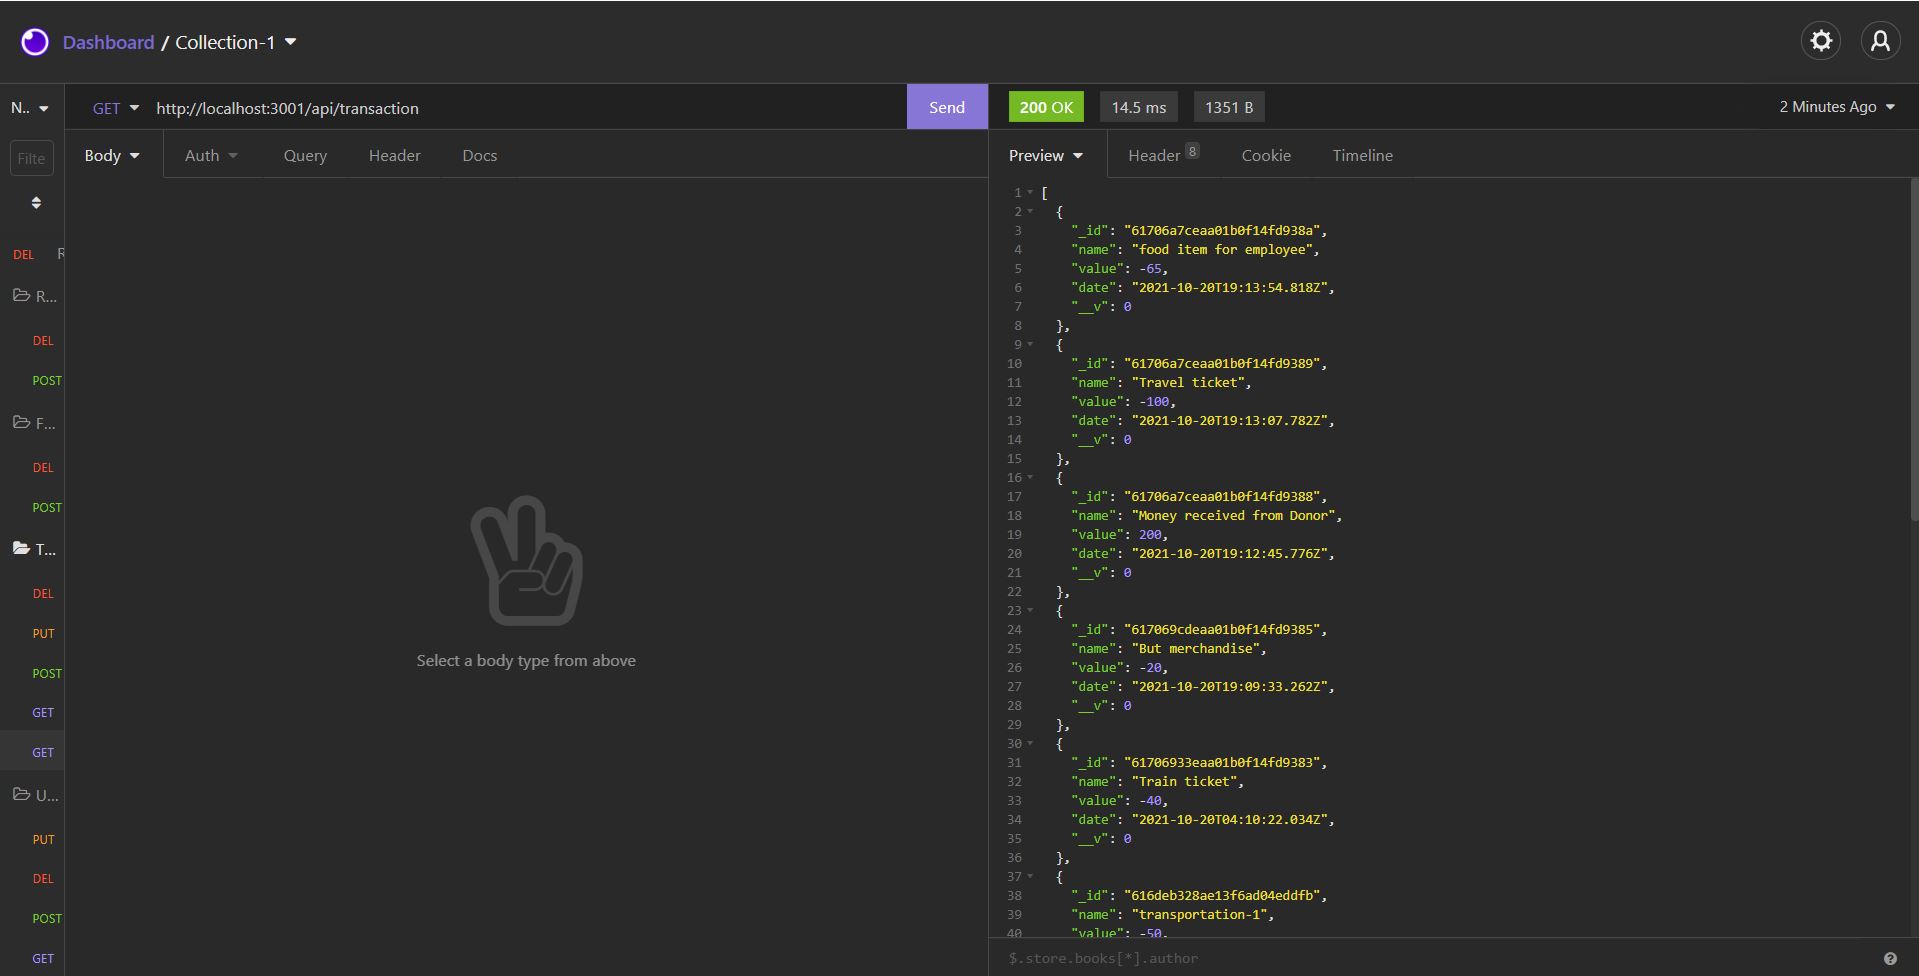 Dashboard / Collection-1
N..
GET http://localhost:3001/api/transaction Send
200 OK 14.5 ms 1351 B 2 Minutes Ago
Filte
Body Auth Query Header Docs
Preview Header 8 Cookie Timeline
DEL R
R...
DEL
POST
F...
DEL
POST
T...
DEL
PUT
POST
GET
GET
U...
PUT
DEL
POST
GET
Select a body type from above
1 [
2 {
3 "_id": "61706a7ceaa01b0f14fd938a",
4 "name": "food item for employee",
5 "value": -65,
6 "date": "2021-10-20T19:13:54.818Z",
7 "__v": 0
8 },
9 {
10 "_id": "61706a7ceaa01b0f14fd9389",
11 "name": "Travel ticket",
12 "value": -100,
13 "date": "2021-10-20T19:13:07.782Z",
14 "__v": 0
15 },
16 {
17 "_id": "61706a7ceaa01b0f14fd9388",
18 "name": "Money received from Donor",
19 "value": 200,
20 "date": "2021-10-20T19:12:45.776Z",
21 "__v": 0
22 },
23 {
24 "_id": "617069cdeaa01b0f14fd9385",
25 "name": "But merchandise",
26 "value": -20,
27 "date": "2021-10-20T19:09:33.262Z",
28 "__v": 0
29 },
30 {
31 "_id": "61706933eaa01b0f14fd9383",
32 "name": "Train ticket",
33 "value": -40,
34 "date": "2021-10-20T04:10:22.034Z",
35 "__v": 0
36 },
37 {
38 "_id": "616deb328ae13f6ad04eddfb",
39 "name": "transportation-1",
40 "value": -50,
$.store.books[*].author